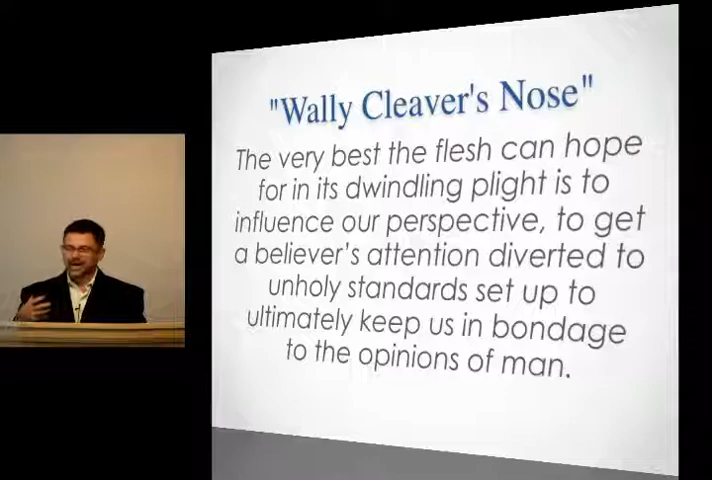 "Wally Cleaver's Nose"
The very best the flesh can hope
for in its dwindling plight is to
influence our perspective, to get
a believer's attention diverted to
unholy standards set up to
ultimately keep us in bondage
to the opinions of man.